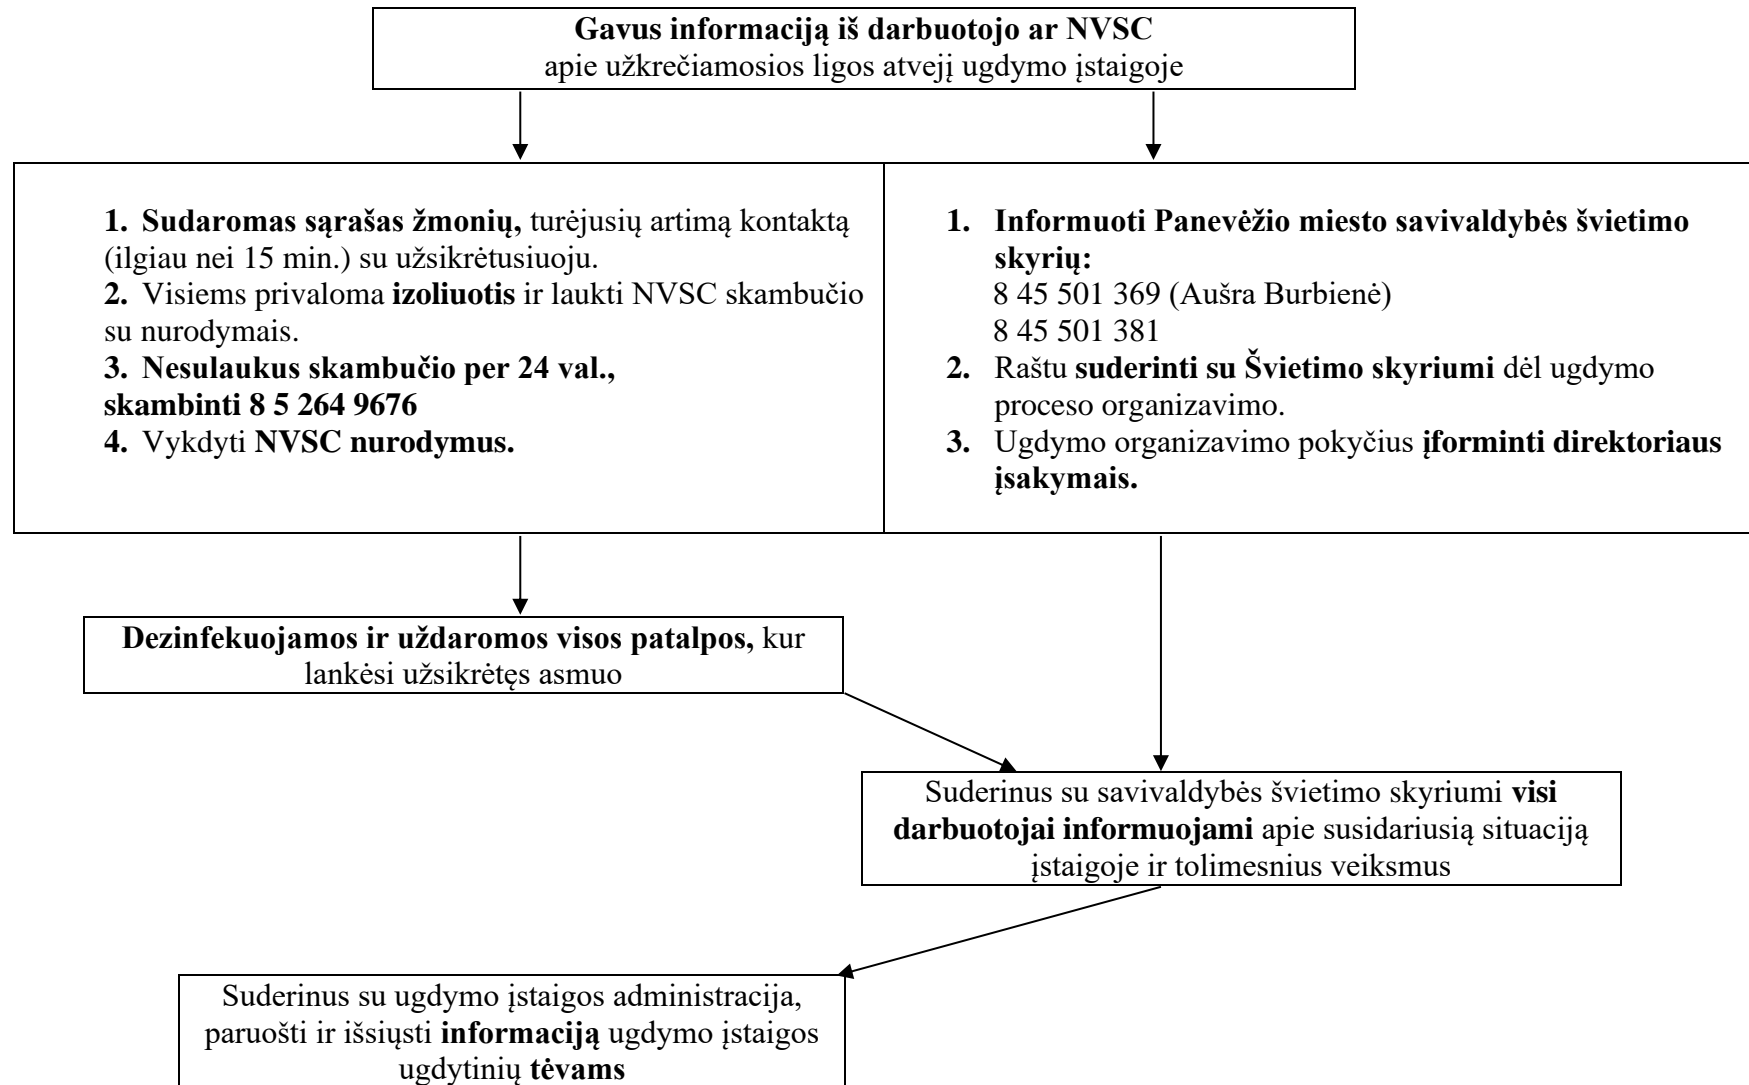 Gavus informaciją iš darbuotojo ar NVSC
apie užkrečiamosios ligos atvejį ugdymo įstaigoje
1. Sudaromas sąrašas žmonių, turėjusių artimą kontaktą
(ilgiau nei 15 min.) su užsikrėtusiuoju.
2. Visiems privaloma izoliuotis ir laukti NVSC skambučio
su nurodymais.
3. Nesulaukus skambučio per 24 val.,
skambinti 8 5 264 9676
4. Vykdyti NVSC nurodymus.
1. Informuoti Panevėžio miesto savivaldybės švietimo
skyrių:
8 45 501 369 (Aušra Burbienė)
8 45 501 381
2. Raštu suderinti su Švietimo skyriumi dėl ugdymo
proceso organizavimo.
3. Ugdymo organizavimo pokyčius įforminti direktoriaus
įsakymais.
Dezinfekuojamos ir uždaromos visos patalpos, kur
lankėsi užsikrėtęs asmuo
Suderinus su savivaldybės švietimo skyriumi visi
darbuotojai informuojami apie susidariusią situaciją
įstaigoje ir tolimesnius veiksmus
Suderinus su ugdymo įstaigos administracija,
paruošti ir išsiųsti informaciją ugdymo įstaigos
ugdytinių tėvams